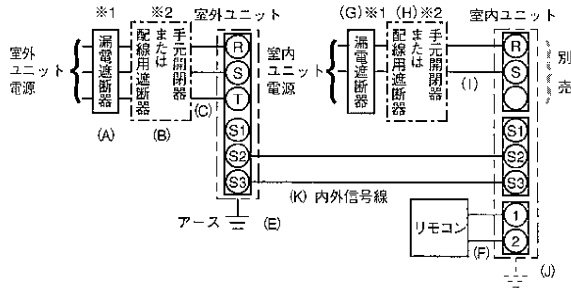 ※1
※2
室外ユニット
(G)※1
(H)※2
室内ユニット
室外
ユニット
電源
漏電遮断器
手元開閉器
または
配線用遮断器
R
S
T
(A)
(B)
(C)
室内
ユニット
電源
漏電遮断器
手元開閉器
または
配線用遮断器
R
S
(I)
別売
S1
S2
S3
S1
S2
S3
(K) 内外信号線
アース
(E)
リモコン
1
2
(F)
(J)